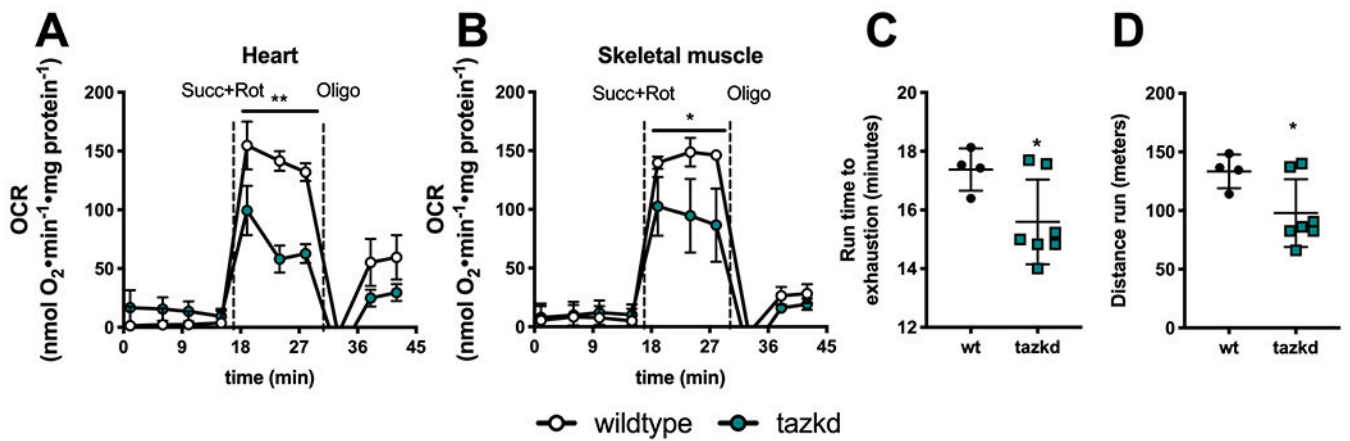 A
Heart
Succ+Rot
**
Oligo
OCR
(nmol O₂•nmin⁻¹•mg protein⁻¹)
200
150
100
50
0
0 9 18 27 36 45
time (min)
B
Skeletal muscle
Succ+Rot
*
Oligo
OCR
(nmol O₂•nmin⁻¹•mg protein⁻¹)
200
150
100
50
0
0 9 18 27 36 45
time (min)
C
Run time to
exhaustion (minutes)
20
18
16
14
12
*
wt tazkd
D
Distance run (meters)
200
150
100
50
0
*
wt tazkd
wildtype tazkd